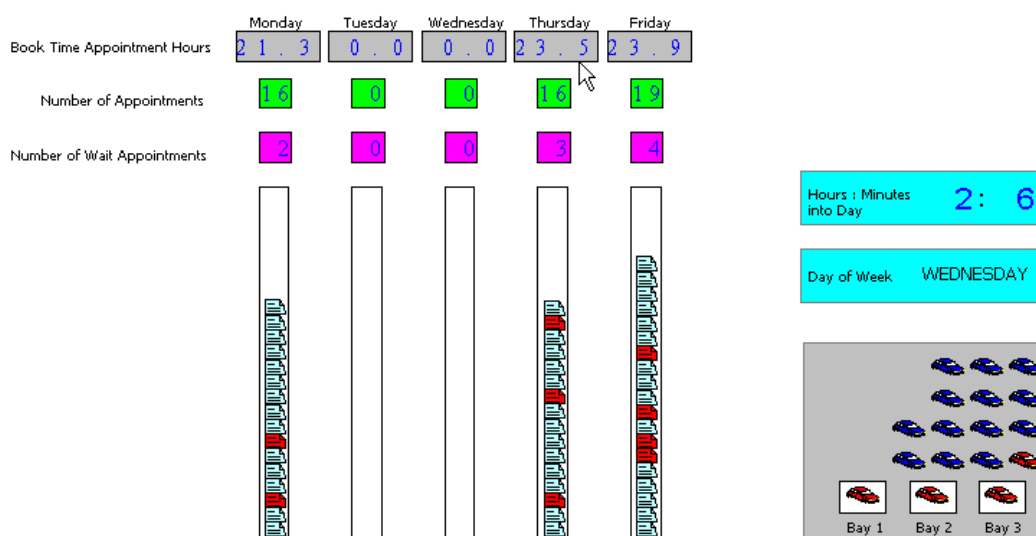 Monday Tuesday Wednesday Thursday Friday
Book Time Appointment Hours 21.3 0.0 0.0 23.5 23.9
Number of Appointments 16 0 0 16 19
Number of Wait Appointments 2 0 0 3 4
Hours : Minutes into Day 2: 6
Day of Week WEDNESDAY
Bay 1 Bay 2 Bay 3